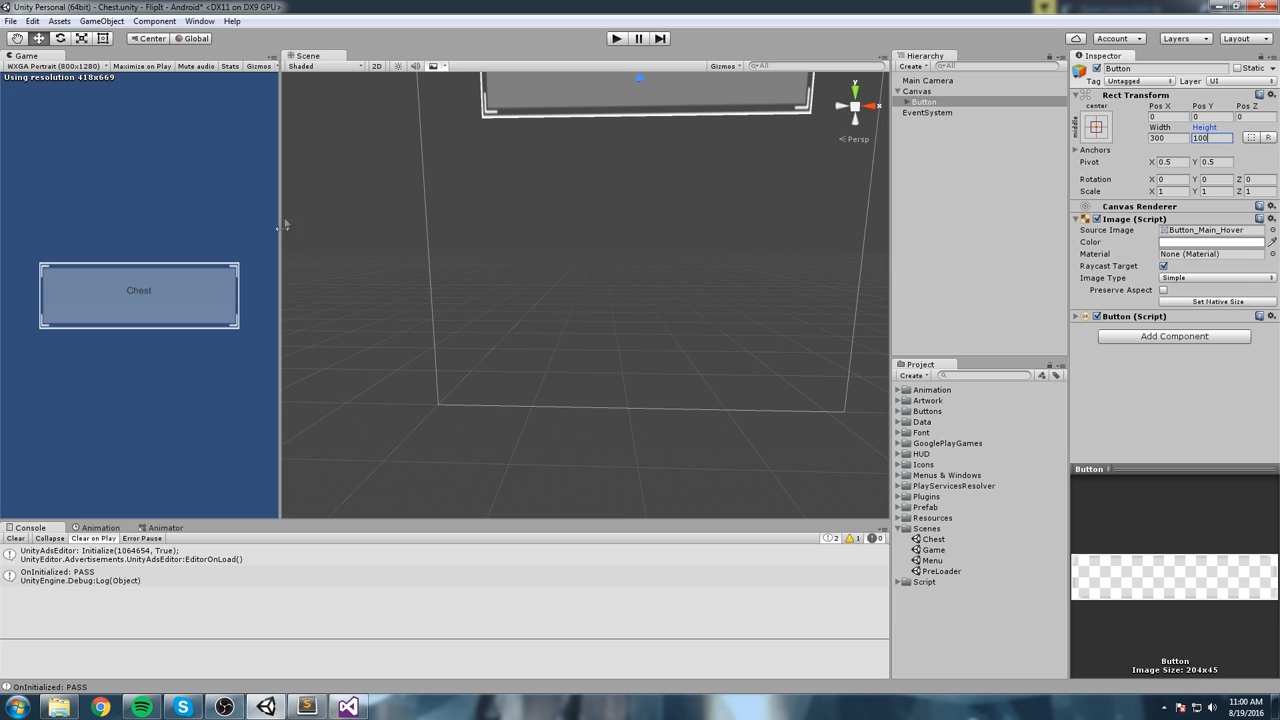 Unity Personal (64bit) - Chest.unity - FlipIt - Android* <DX11 on DX9 GPU>
File Edit Assets GameObject Component Window Help
Center Global Account Layers Layout
Game Scene Hierarchy Inspector
WXGA Portrait (800x1280) Maximize on Play Mute audio Stats Gizmos Shaded 2D Gizmos All Create All
Using resolution 418x669
Button Static
Tag Untagged Layer UI
Main Camera
Canvas
Button
EventSystem
y
x
Persp
Rect Transform
center Pos X Pos Y Pos Z
middle 0 0 0
Width Height
300 100 R
Anchors
Pivot X 0.5 Y 0.5
Rotation X 0 Y 0 Z 0
Scale X 1 Y 1 Z 1
Canvas Renderer
Image (Script)
Source Image Button_Main_Hover
Color
Material None (Material)
Raycast Target
Image Type Simple
Preserve Aspect
Set Native Size
Button (Script)
Add Component
Chest
Project
Create
Animation
Artwork
Buttons
Data
Font
GooglePlayGames
HUD
Icons
Menus & Windows
PlayServicesResolver
Plugins
Prefab
Resources
Scenes
Chest
Game
Menu
PreLoader
Script
Button
Button
Image Size: 204x45
Console Animation Animator
Clear Collapse Clear on Play Error Pause 2 1 0
UnityAdsEditor: Initialize(1064654, True);
UnityEditor.Advertisements.UnityAdsEditor:EditorOnLoad()
OnInitialized: PASS
UnityEngine.Debug:Log(Object)
OnInitialized: PASS
11:00 AM
8/19/2016